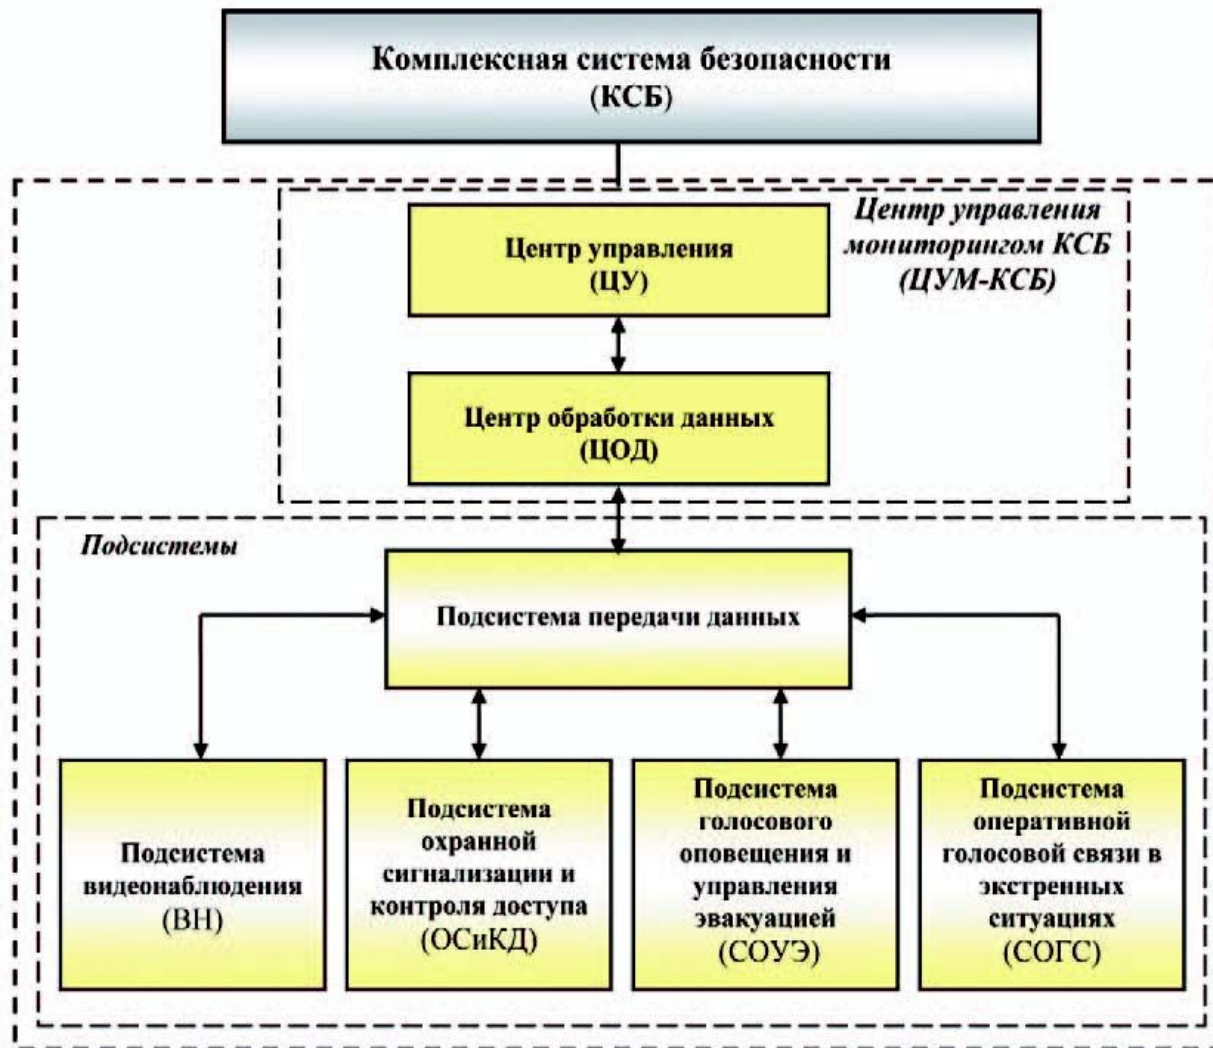 Комплексная система безопасности
(КСБ)
Центр управления
мониторингом КСБ
(ЦУМ-КСБ)
Центр управления
(ЦУ)
Центр обработки данных
(ЦОД)
Подсистемы
Подсистема передачи данных
Подсистема
видеонаблюдения
(ВН)
Подсистема
охранной
сигнализации и
контроля доступа
(ОСиКД)
Подсистема
голосового
оповещения и
управления
эвакуацией
(СОУЭ)
Подсистема
оперативной
голосовой связи в
экстренных
ситуациях
(СОГС)